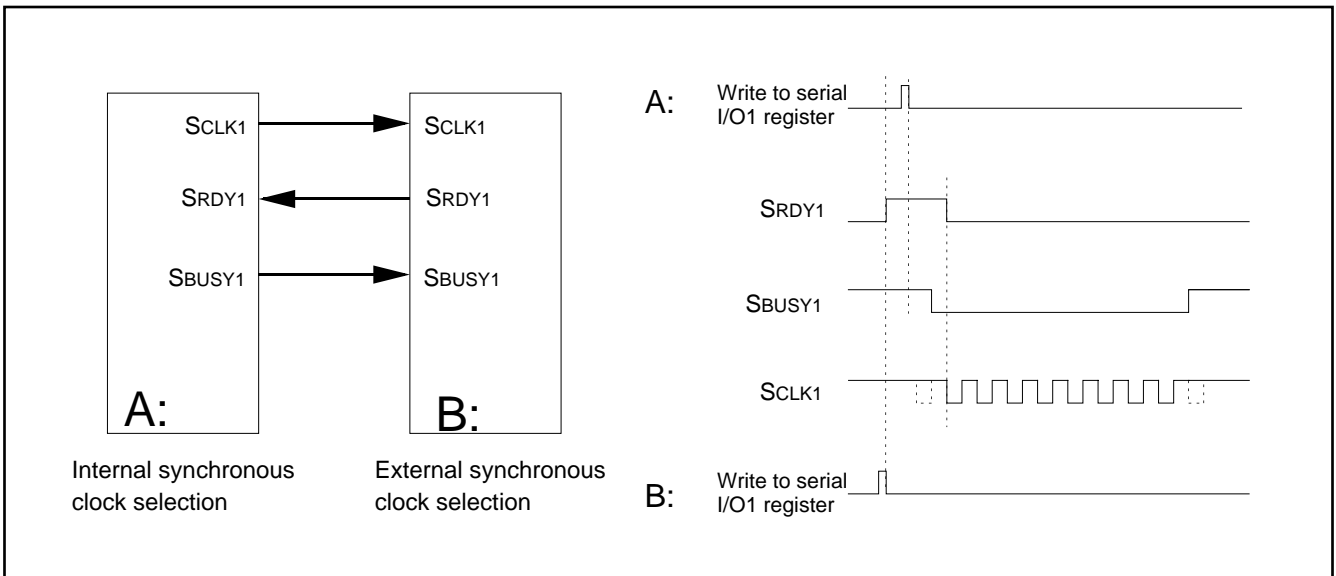 SCLK1
SRDY1
SBUSY1
A:
Internal synchronous
clock selection
SCLK1
SRDY1
SBUSY1
B:
External synchronous
clock selection
A:
Write to serial
I/O1 register
SRDY1
SBUSY1
SCLK1
B:
Write to serial
I/O1 register